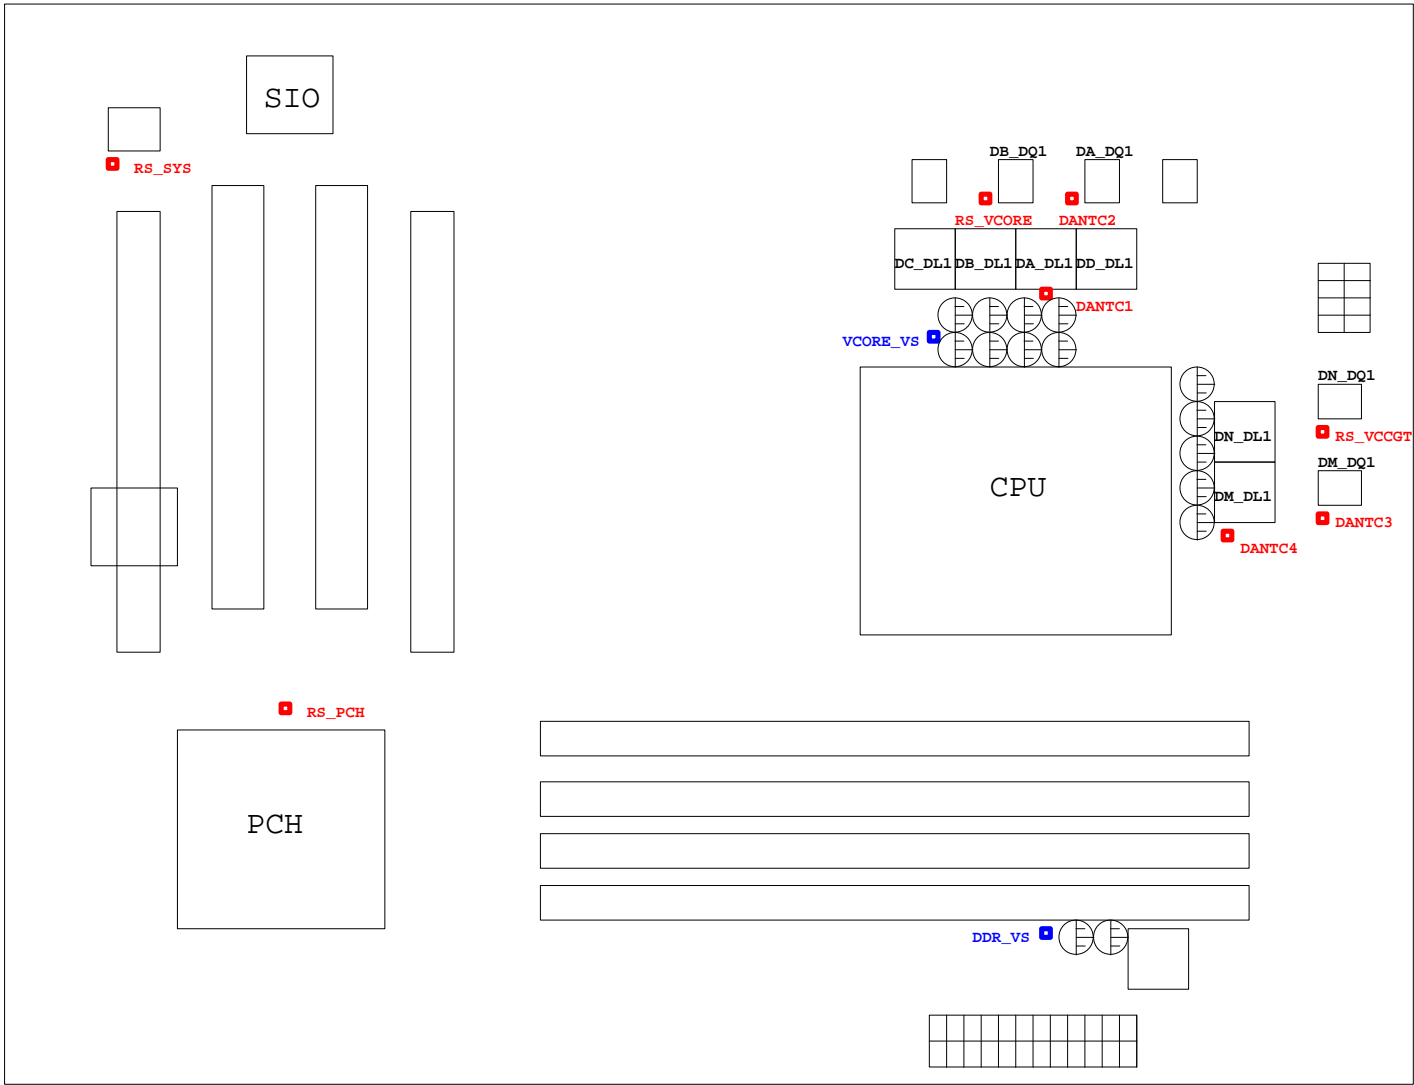 SIO
RS_SYS
DB_DQ1
DA_DQ1
RS_VCORE
DANTC2
DC_DL1
DB_DL1
DA_DL1
DD_DL1
DANTC1
VCORE_VS
DN_DQ1
RS_VCCGT
DN_DL1
DM_DQ1
DM_DL1
CPU
DANTC3
DANTC4
RS_PCH
PCH
DDR_VS